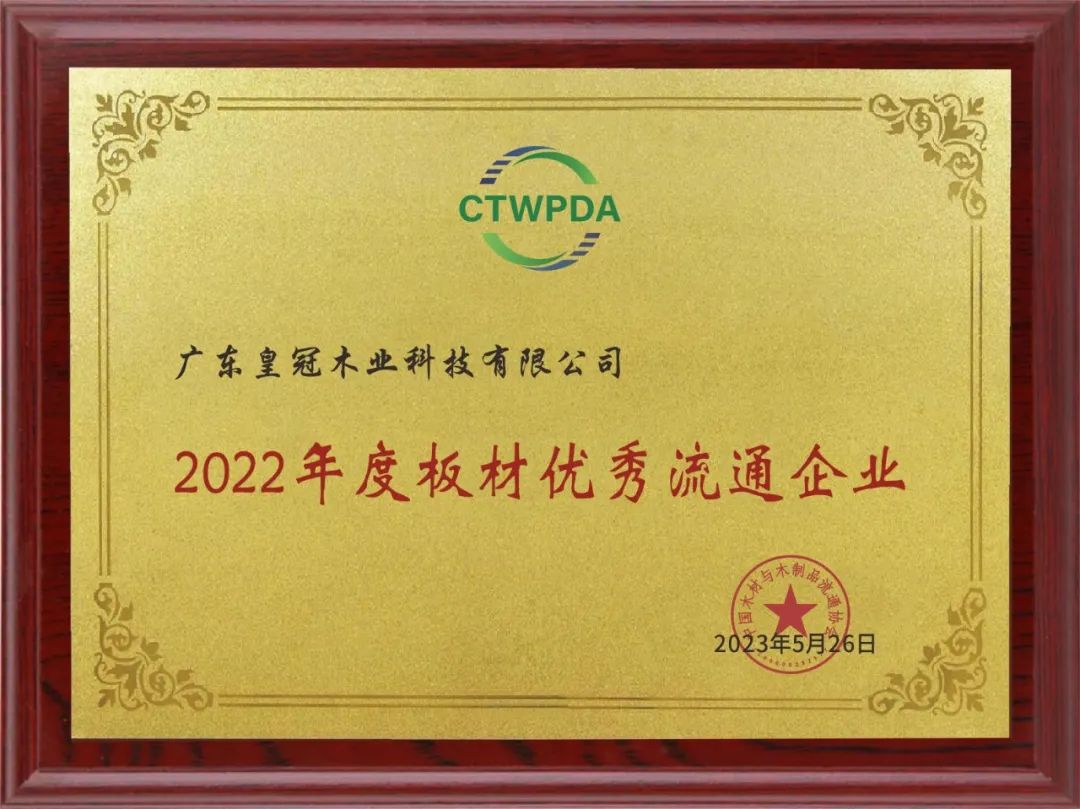 CTWPDA
广东皇冠木业科技有限公司
2022年度板材优秀流通企业
中国木材与木制品流通协会
2023年5月26日